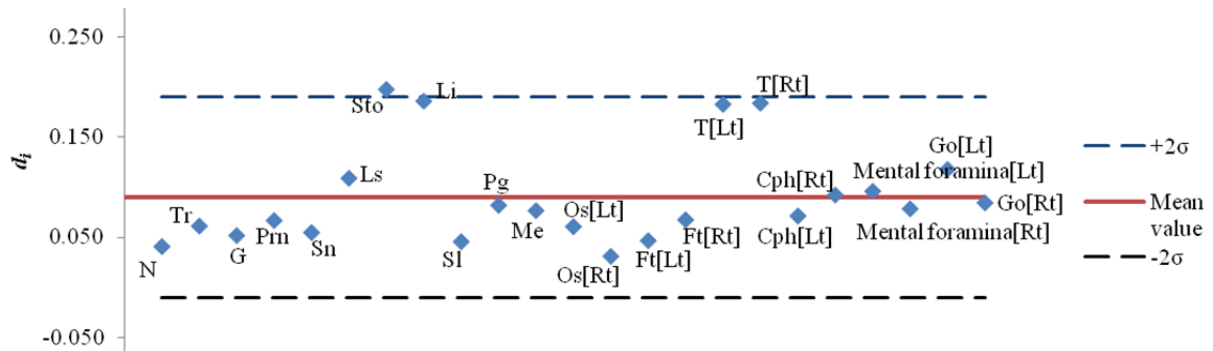 0.250
0.150
0.050
-0.050
d_i
N
Tr
G
Prn
Sn
Ls
Sto
Li
Sl
Pg
Me
Os[Lt]
Os[Rt]
Ft[Lt]
Ft[Rt]
T[Lt]
T[Rt]
Cph[Lt]
Cph[Rt]
Mental foramina[Lt]
Mental foramina[Rt]
Go[Lt]
Go[Rt]
+2σ
Mean
value
-2σ